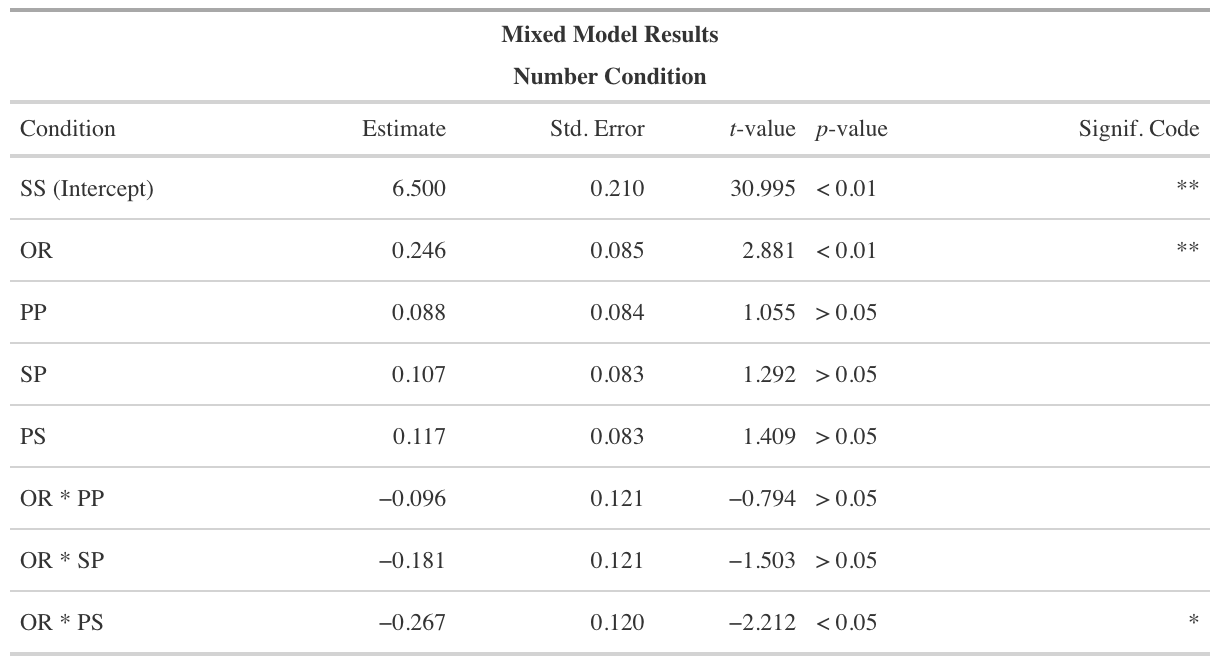 Mixed Model Results
Number Condition
Condition Estimate Std. Error t-value p-value Signif. Code
SS (Intercept) 6.500 0.210 30.995 < 0.01 **
OR 0.246 0.085 2.881 < 0.01 **
PP 0.088 0.084 1.055 > 0.05
SP 0.107 0.083 1.292 > 0.05
PS 0.117 0.083 1.409 > 0.05
OR * PP −0.096 0.121 −0.794 > 0.05
OR * SP −0.181 0.121 −1.503 > 0.05
OR * PS −0.267 0.120 −2.212 < 0.05 *